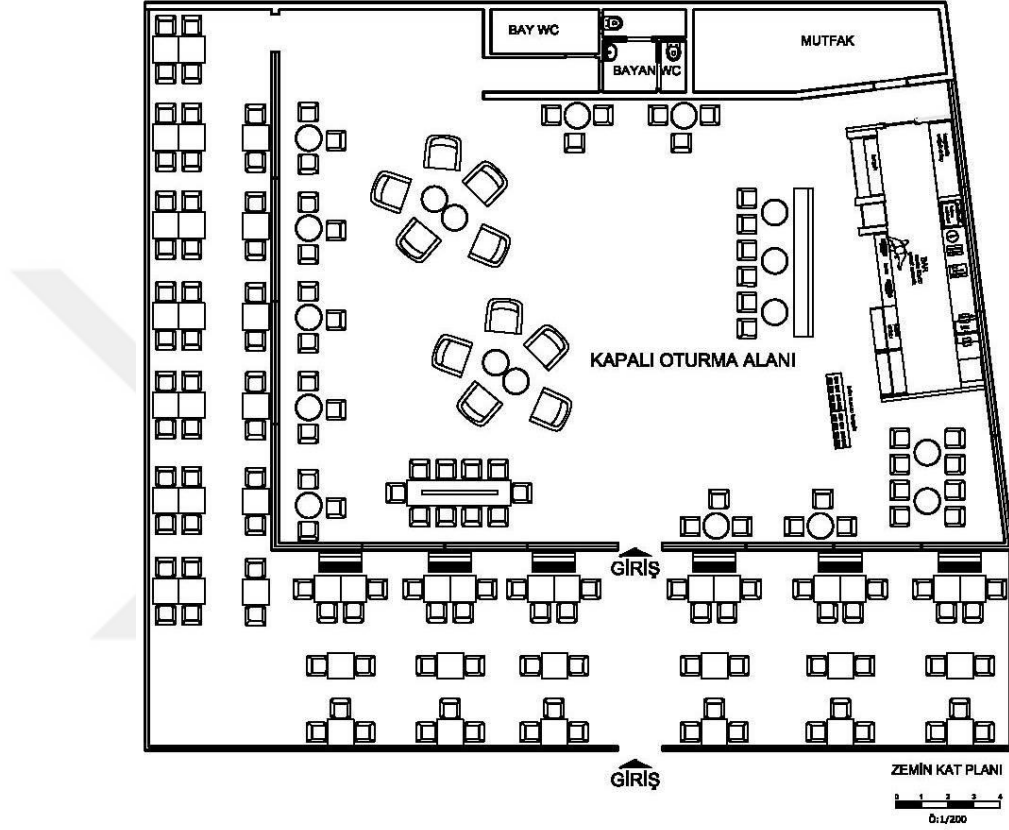 BAY WC
BAYAN WC
MUTFAK
BAR
KAPALI OTURMA ALANI
GİRİŞ
GİRİŞ
ZEMİN KAT PLANI
0 1 2 3 4
Ö:1/200